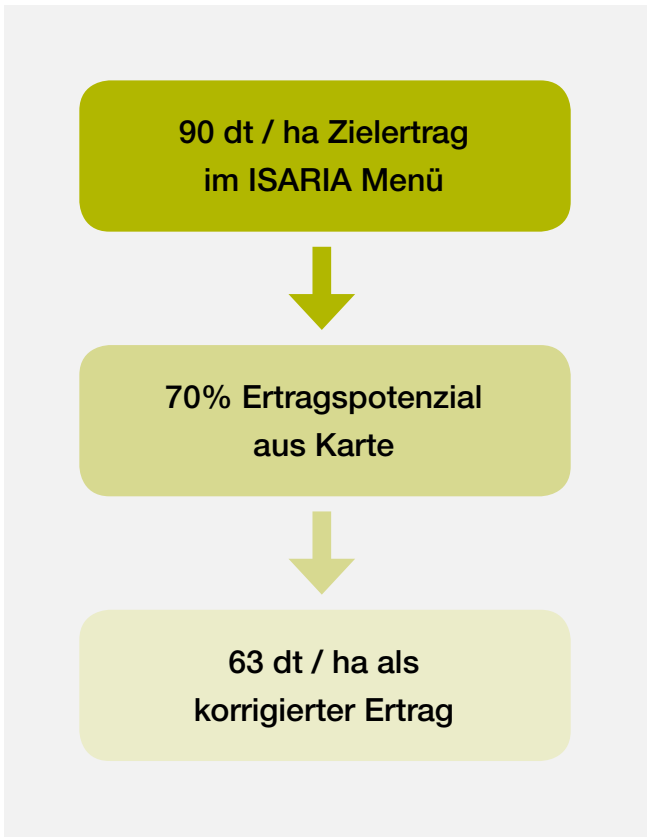 90 dt / ha Zielertrag
im ISARIA Menü
70% Ertragspotenzial
aus Karte
63 dt / ha als
korrigierter Ertrag